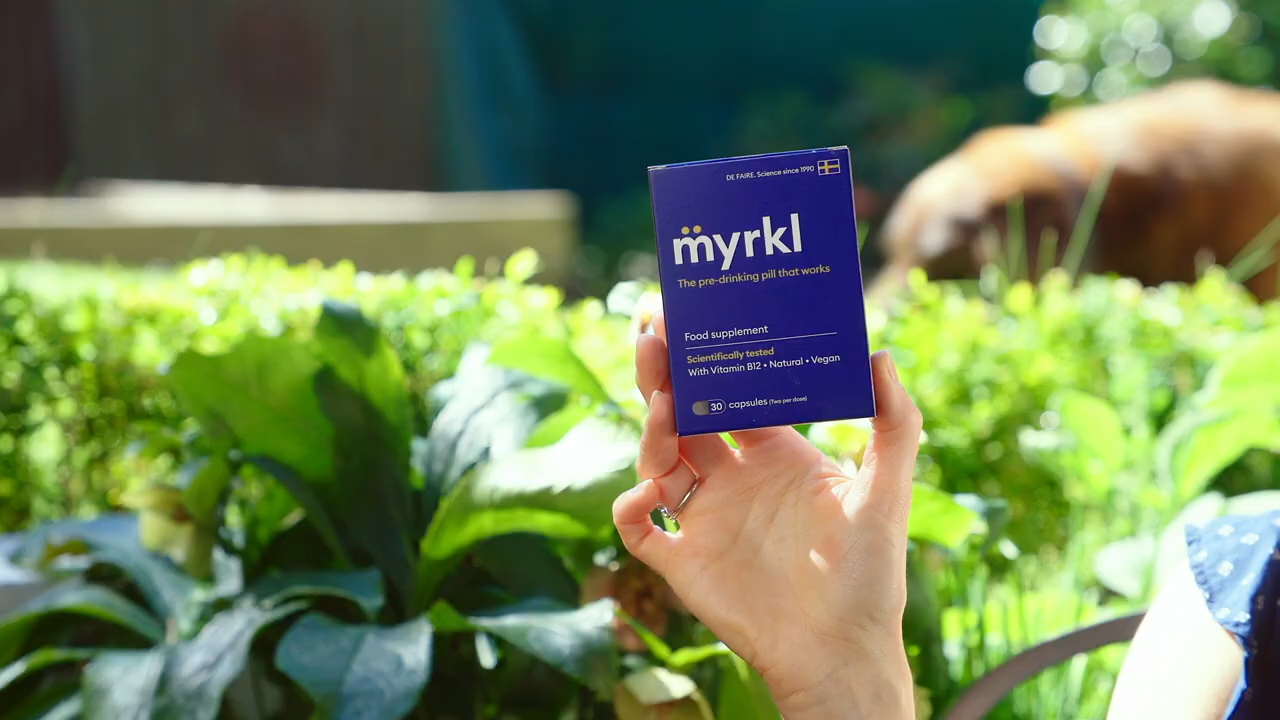 DE FAIRE. Science since 1990
myrkl
The pre-drinking pill that works
Food supplement
Scientifically tested
With Vitamin B12 • Natural • Vegan
30 capsules (Two per dose)